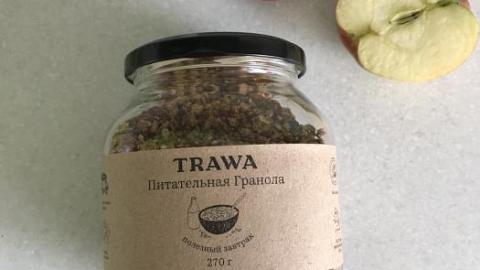 TRAWA
Питательная Гранола
полезный завтрак
270 г